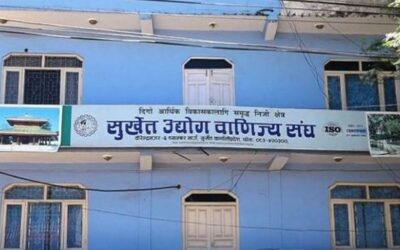 दिगो आर्थिक विकासकालागि समृद्ध निजी क्षेत्र
सुर्खेत उद्योग वाणिज्य संघ
ISO